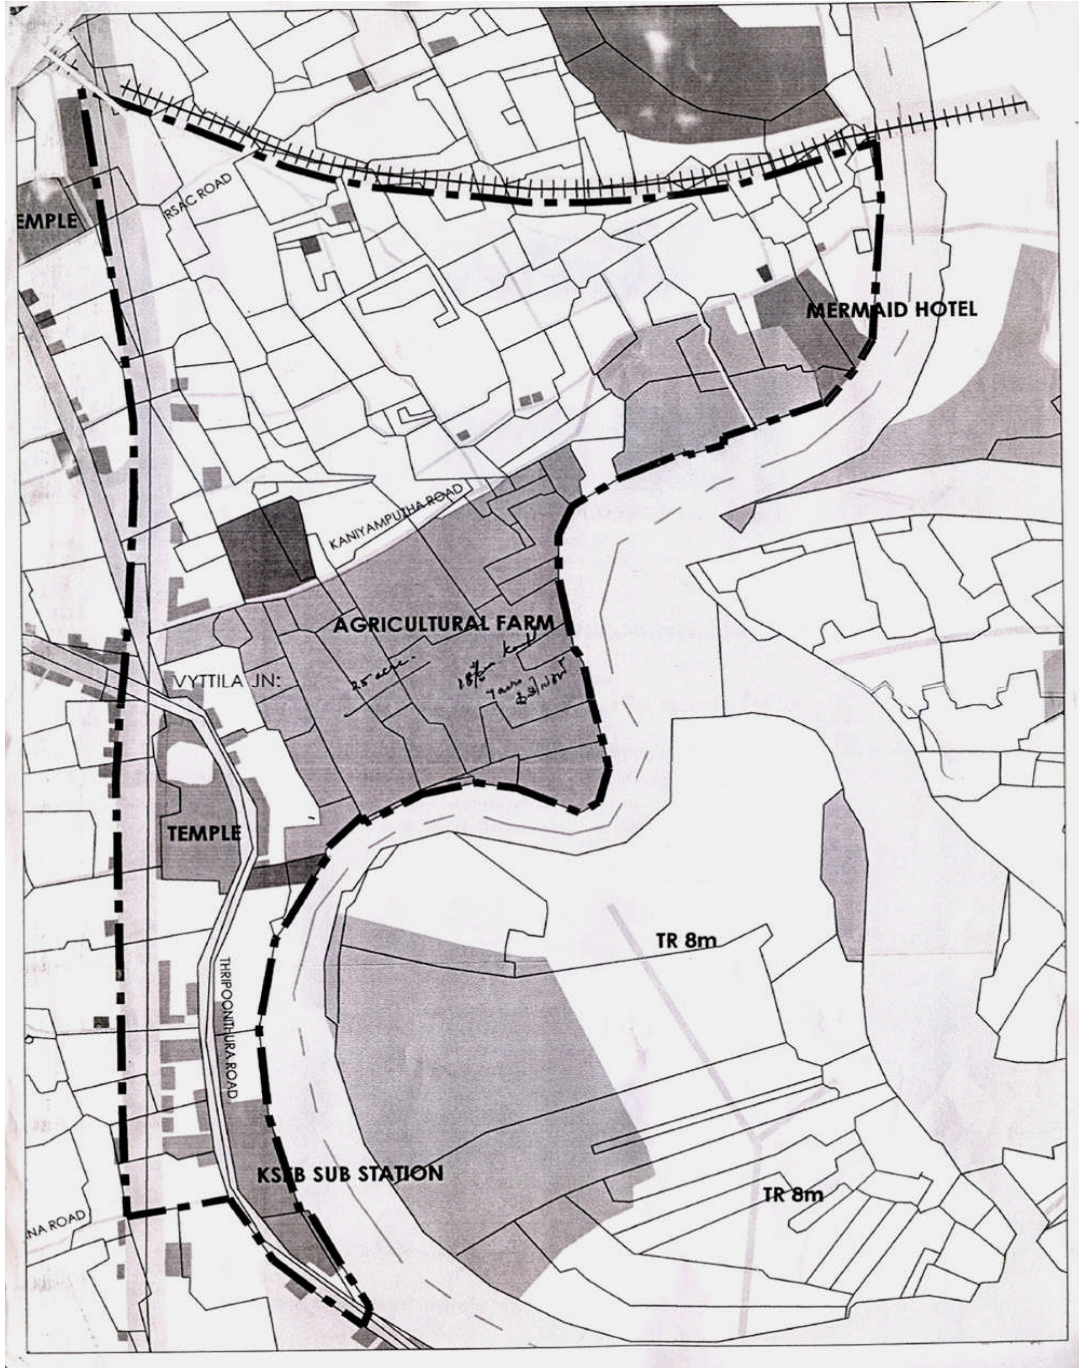 RSAC ROAD
EMPLE
MERMAID HOTEL
KANIYAMPUZHA ROAD
AGRICULTURAL FARM
25 acre.
VYTTILA JN:
TEMPLE
TR 8m
THRIPOONITHURA ROAD
KSEB SUB STATION
TR 8m
NA ROAD